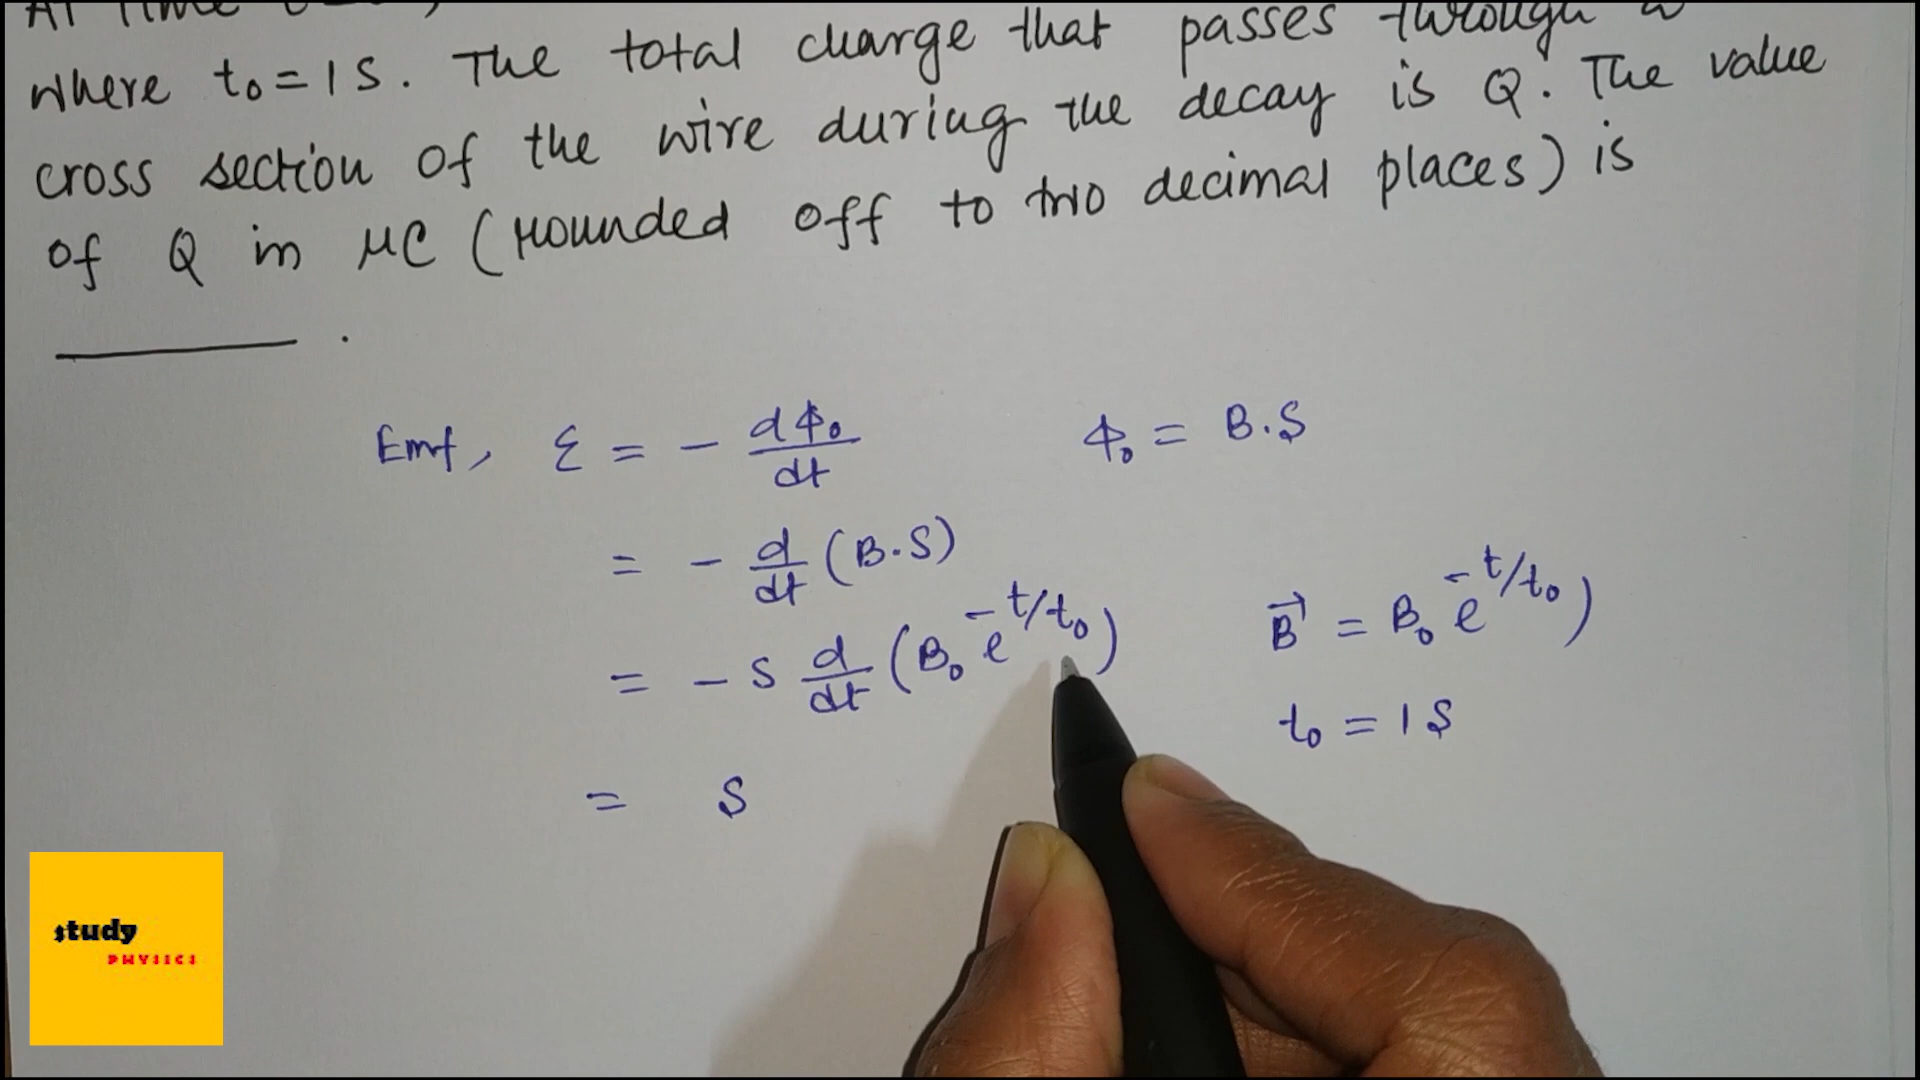 At time
where t₀ = 1 s. The total charge that passes through a
cross section of the wire during the decay is Q. The value
of Q in μC (rounded off to two decimal places) is
______ .
Emf, ε = - dΦ₀/dt Φ₀ = B.S
= - d/dt (B.S)
= - S d/dt (B₀ e^-t/t₀) B⃗ = B₀ e^-t/t₀)
t₀ = 1 S
= S
study
PHYSICS